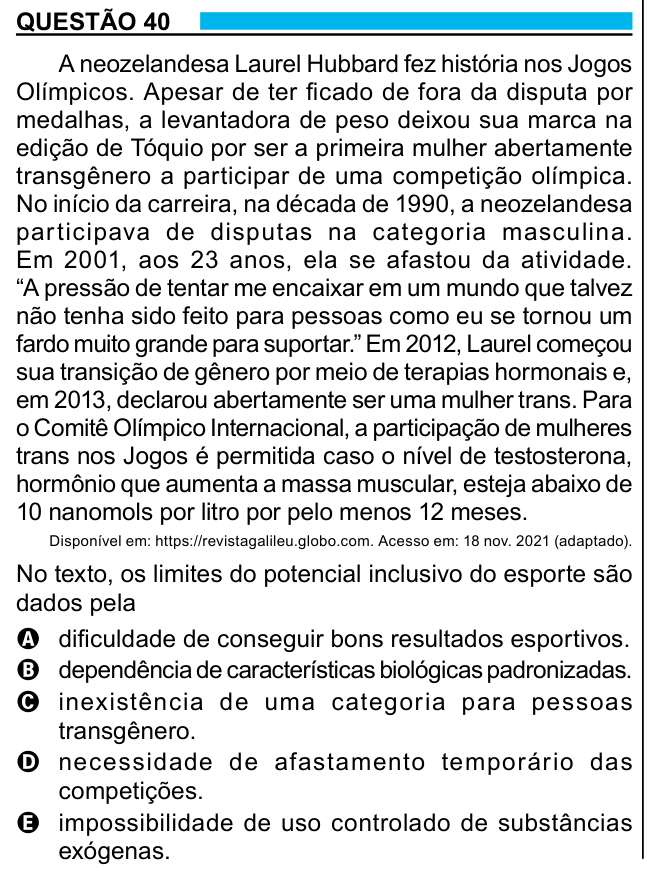 QUESTÃO 40
A neozelandesa Laurel Hubbard fez história nos Jogos
Olímpicos. Apesar de ter ficado de fora da disputa por
medalhas, a levantadora de peso deixou sua marca na
edição de Tóquio por ser a primeira mulher abertamente
transgênero a participar de uma competição olímpica.
No início da carreira, na década de 1990, a neozelandesa
participava de disputas na categoria masculina.
Em 2001, aos 23 anos, ela se afastou da atividade.
“A pressão de tentar me encaixar em um mundo que talvez
não tenha sido feito para pessoas como eu se tornou um
fardo muito grande para suportar.” Em 2012, Laurel começou
sua transição de gênero por meio de terapias hormonais e,
em 2013, declarou abertamente ser uma mulher trans. Para
o Comitê Olímpico Internacional, a participação de mulheres
trans nos Jogos é permitida caso o nível de testosterona,
hormônio que aumenta a massa muscular, esteja abaixo de
10 nanomols por litro por pelo menos 12 meses.
Disponível em: https://revistagalileu.globo.com. Acesso em: 18 nov. 2021 (adaptado).
No texto, os limites do potencial inclusivo do esporte são
dados pela
A dificuldade de conseguir bons resultados esportivos.
B dependência de características biológicas padronizadas.
C inexistência de uma categoria para pessoas
transgênero.
D necessidade de afastamento temporário das
competições.
E impossibilidade de uso controlado de substâncias
exógenas.